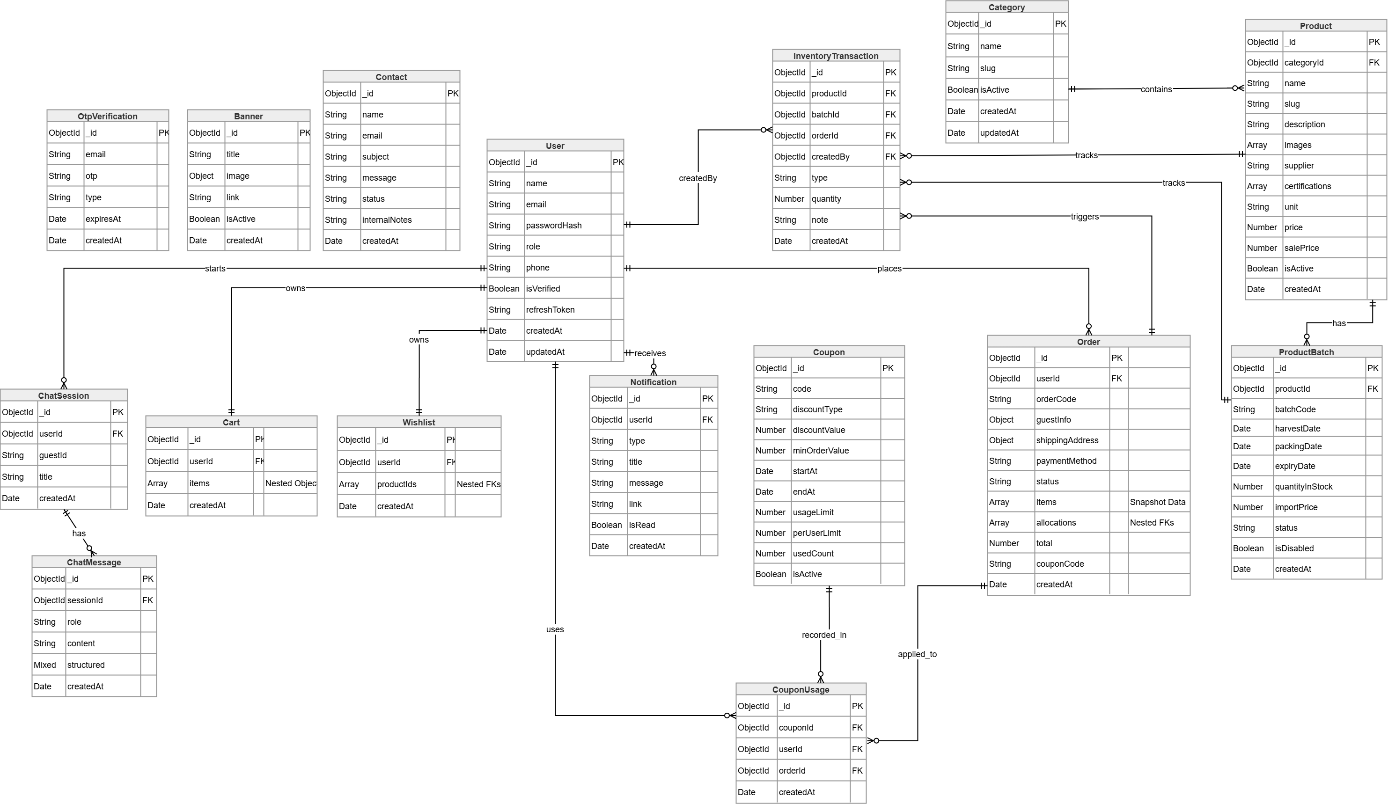 Category
ObjectId _id PK
String name
String slug
Boolean isActive
Date createdAt
Date updatedAt
Product
ObjectId _id PK
ObjectId categoryId FK
String name
String slug
String description
Array images
String supplier
Array certifications
String unit
Number price
Number salePrice
Boolean isActive
Date createdAt
InventoryTransaction
ObjectId _id PK
ObjectId productId FK
ObjectId batchId FK
ObjectId orderId FK
ObjectId createdBy FK
String type
Number quantity
String note
Date createdAt
Contact
ObjectId _id PK
String name
String email
String subject
String message
String status
String internalNotes
Date createdAt
OtpVerification
ObjectId _id PK
String email
String otp
String type
Date expiresAt
Date createdAt
Banner
ObjectId _id PK
String title
Object image
String link
Boolean isActive
Date createdAt
User
ObjectId _id PK
String name
String email
String passwordHash
String role
String phone
Boolean isVerified
String refreshToken
Date createdAt
Date updatedAt
contains
tracks
tracks
triggers
createdBy
places
starts
owns
owns
receives
has
Order
ObjectId _id PK
ObjectId userId FK
String orderCode
Object guestInfo
Object shippingAddress
String paymentMethod
String status
Array items Snapshot Data
Array allocations Nested FKs
Number total
String couponCode
Date createdAt
ProductBatch
ObjectId _id PK
ObjectId productId FK
String batchCode
Date harvestDate
Date packingDate
Date expiryDate
Number quantityInStock
Number importPrice
String status
Boolean isDisabled
Date createdAt
Coupon
ObjectId _id PK
String code
String discountType
Number discountValue
Number minOrderValue
Date startAt
Date endAt
Number usageLimit
Number perUserLimit
Number usedCount
Boolean isActive
Notification
ObjectId _id PK
ObjectId userId FK
String type
String title
String message
String link
Boolean isRead
Date createdAt
ChatSession
ObjectId _id PK
ObjectId userId FK
String guestId
String title
Date createdAt
Cart
ObjectId _id PK
ObjectId userId FK
Array items Nested Objec
Date createdAt
Wishlist
ObjectId _id PK
ObjectId userId FK
Array productIds Nested FKs
Date createdAt
has
ChatMessage
ObjectId _id PK
ObjectId sessionId FK
String role
String content
Mixed structured
Date createdAt
uses
recorded_in
applied_to
CouponUsage
ObjectId _id PK
ObjectId couponId FK
ObjectId userId FK
ObjectId orderId FK
Date createdAt